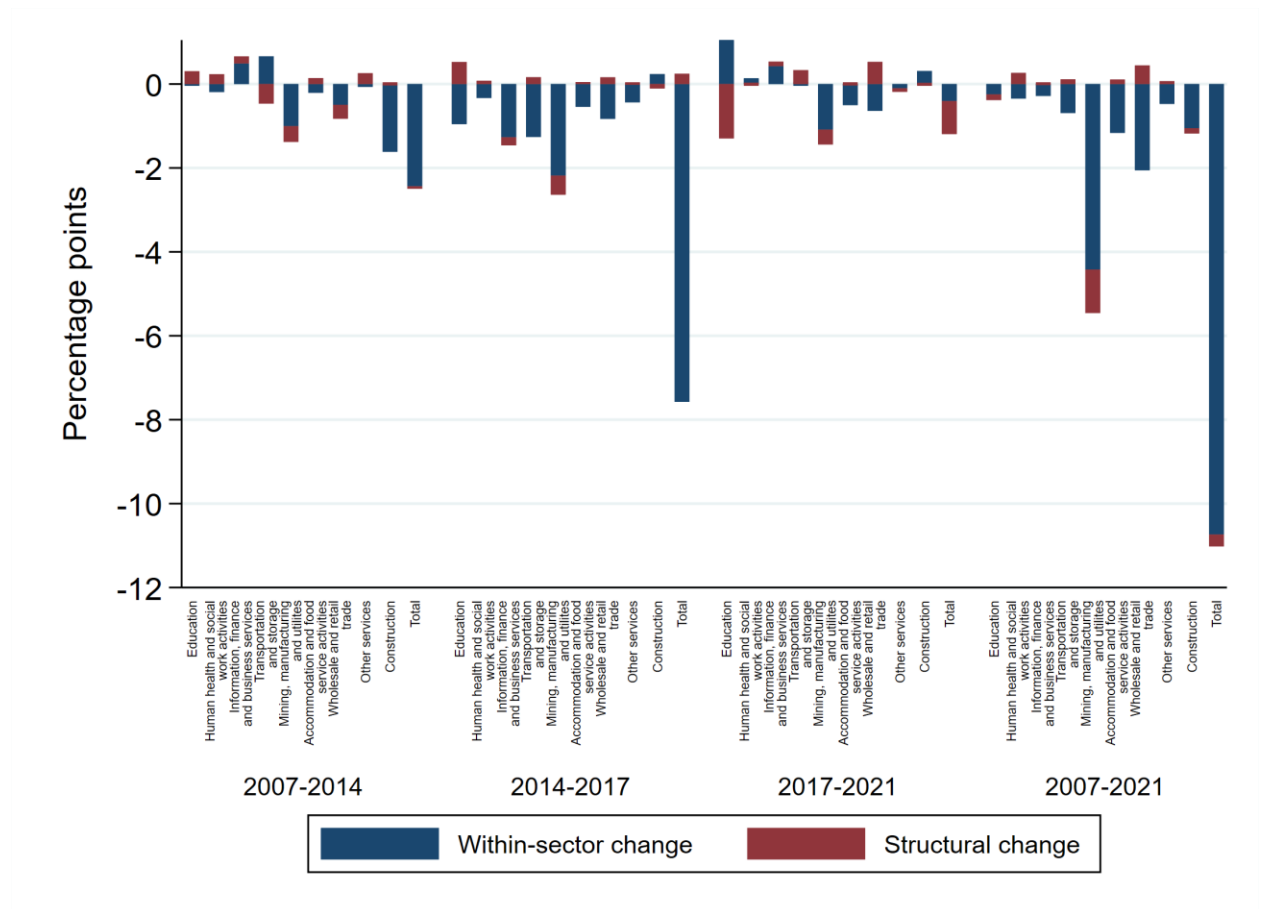 Percentage points
0
-2
-4
-6
-8
-10
-12
Education
Human health and social
work activities
Information, finance
and business services
Transportation
and storage
Mining, manufacturing
and utilites
Accommodation and food
service activities
Wholesale and retail
trade
Other services
Construction
Total
Education
Human health and social
work activities
Information, finance
and business services
Transportation
and storage
Mining, manufacturing
and utilites
Accommodation and food
service activities
Wholesale and retail
trade
Other services
Construction
Total
Education
Human health and social
work activities
Information, finance
and business services
Transportation
and storage
Mining, manufacturing
and utilites
Accommodation and food
service activities
Wholesale and retail
trade
Other services
Construction
Total
Education
Human health and social
work activities
Information, finance
and business services
Transportation
and storage
Mining, manufacturing
and utilites
Accommodation and food
service activities
Wholesale and retail
trade
Other services
Construction
Total
2007-2014
2014-2017
2017-2021
2007-2021
Within-sector change
Structural change